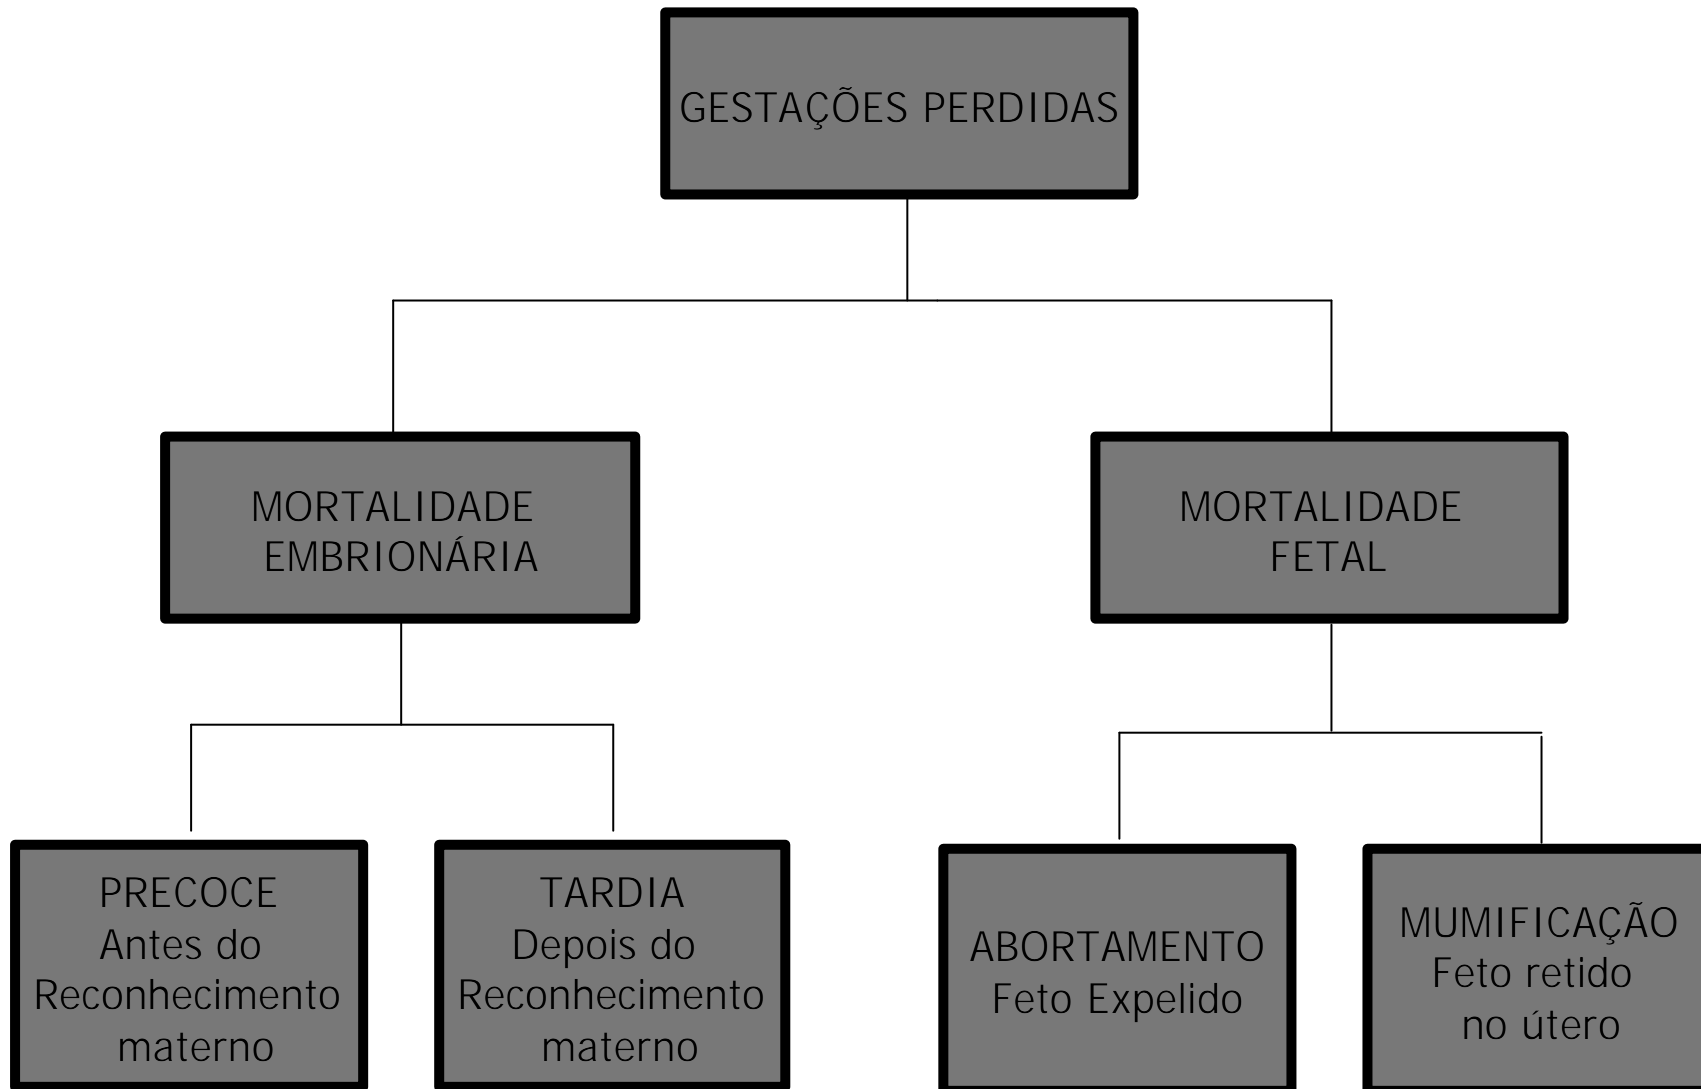 GESTAÇÕES PERDIDAS
MORTALIDADE
EMBRIONÁRIA
MORTALIDADE
FETAL
PRECOCE
Antes do
Reconhecimento
materno
TARDIA
Depois do
Reconhecimento
materno
ABORTAMENTO
Feto Expelido
MUMIFICAÇÃO
Feto retido
no útero